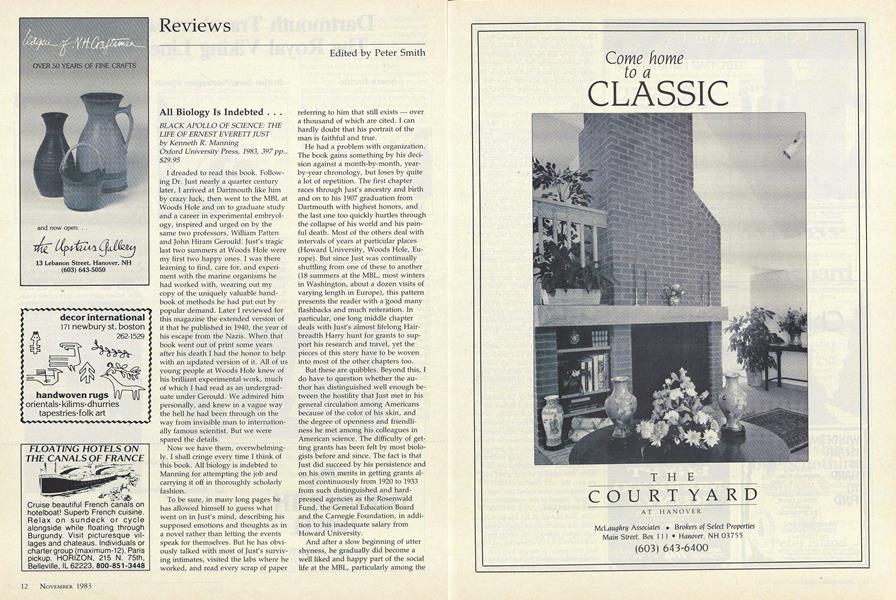 League of NH Craftsmen
OVER 50 YEARS OF FINE CRAFTS
and now open. . .
the Upstairs Gallery
13 Lebanon Street, Hanover, NH
(603) 643-5050
decor international
171 newbury st. boston
262-1529
handwoven rugs
orientals·kilims·dhurries
tapestries·folk art
FLOATING HOTELS ON
THE CANALS OF FRANCE
Cruise beautiful French canals on
hotelboat! Superb French cuisine.
Relax on sundeck or cycle
alongside while floating through
Burgundy. Visit picturesque vil-
lages and chateaus. Individuals or
charter group (maximum-12). Paris
pickup. HORIZON, 215 N. 75th,
Belleville, IL 62223, 800-851-3448
12 NOVEMBER 1983
Reviews
Edited by Peter Smith
All Biology Is Indebted . . .
BLACK APOLLO OF SCIENCE: THE
LIFE OF ERNEST EVERETT JUST
by Kenneth R. Manning
Oxford University Press, 1983, 397 pp.,
$29.95
I dreaded to read this book. Follow-
ing Dr. Just nearly a quarter century
later, I arrived at Dartmouth like him
by crazy luck, then went to the MBL at
Woods Hole and on to graduate study
and a career in experimental embryol-
ogy, inspired and urged on by the
same two professors, William Patten
and John Hiram Gerould. Just's tragic
last two summers at Woods Hole were
my first two happy ones. I was there
learning to find, care for, and experi-
ment with the marine organisms he
had worked with, wearing out my
copy of the uniquely valuable hand-
book of methods he had put out by
popular demand. Later I reviewed for
this magazine the extended version of
it that he published in 1940, the year of
his escape from the Nazis. When that
book went out of print some years
after his death I had the honor to help
with an updated version of it. All of us
young people at Woods Hole knew of
his brilliant experimental work, much
of which I had read as an undergrad-
uate under Gerould. We admired him
personally, and knew in a vague way
the hell he had been through on the
way from invisible man to internation-
ally famous scientist. But we were
spared the details.
Now we have them, overwhelming-
ly. I shall cringe every time I think of
this book. All biology is indebted to
Manning for attempting the job and
carrying it off in thoroughly scholarly
fashion.
To be sure, in many long pages he
has allowed himself to guess what
went on in Just's mind, describing his
supposed emotions and thoughts as in
a novel rather than letting the events
speak for themselves. But he has obvi-
ously talked with most of Just's surviv-
ing intimates, visited the labs where he
worked, and read every scrap of paper
referring to him that still exists — over
a thousand of which are cited. I can
hardly doubt that his portrait of the
man is faithful and true.
He had a problem with organization.
The book gains something by his deci-
sion against a month-by-month, year-
by-year chronology, but loses by quite
a lot of repetition. The first chapter
races through Just's ancestry and birth
and on to his 1907 graduation from
Dartmouth with highest honors, and
the last one too quickly hurtles through
the collapse of his world and his pain-
ful death. Most of the others deal with
intervals of years at particular places
(Howard University, Woods Hole, Eu-
rope). But since Just was continually
shuttling from one of these to another
(18 summers at the MBL, most winters
in Washington, about a dozen visits of
varying length in Europe), this pattern
presents the reader with a good many
flashbacks and much reiteration. In
particular, one long middle chapter
deals with Just's almost lifelong Hair-
breadth Harry hunt for grants to sup-
port his research and travel, yet the
pieces of this story have to be woven
into most of the other chapters too.
But these are quibbles. Beyond this, I
do have to question whether the au-
thor has distinguished well enough be-
tween the hostility that Just met in his
general circulation among Americans
because of the color of his skin, and
the degree of openness and friendli-
ness he met among his colleagues in
American science. The difficulty of get-
ting grants has been felt by most biolo-
gists before and since. The fact is that
Just did succeed by his persistence and
on his own merits in getting grants al-
most continuously from 1920 to 1933
from such distinguished and hard-
pressed agencies as the Rosenwald
Fund, the General Education Board
and the Carnegie Foundation, in addi-
tion to his inadequate salary from
Howard University.
And after a slow beginning of utter
shyness, he gradually did become a
well liked and happy part of the social
life at the MBL, particularly among the
Come home
to a
CLASSIC
THE
COURTYARD
AT HANOVER
McLaughry Associates • Brokers of Select Properties
Main Street, Box 111 • Hanover, NH 03755
(603) 643-6400